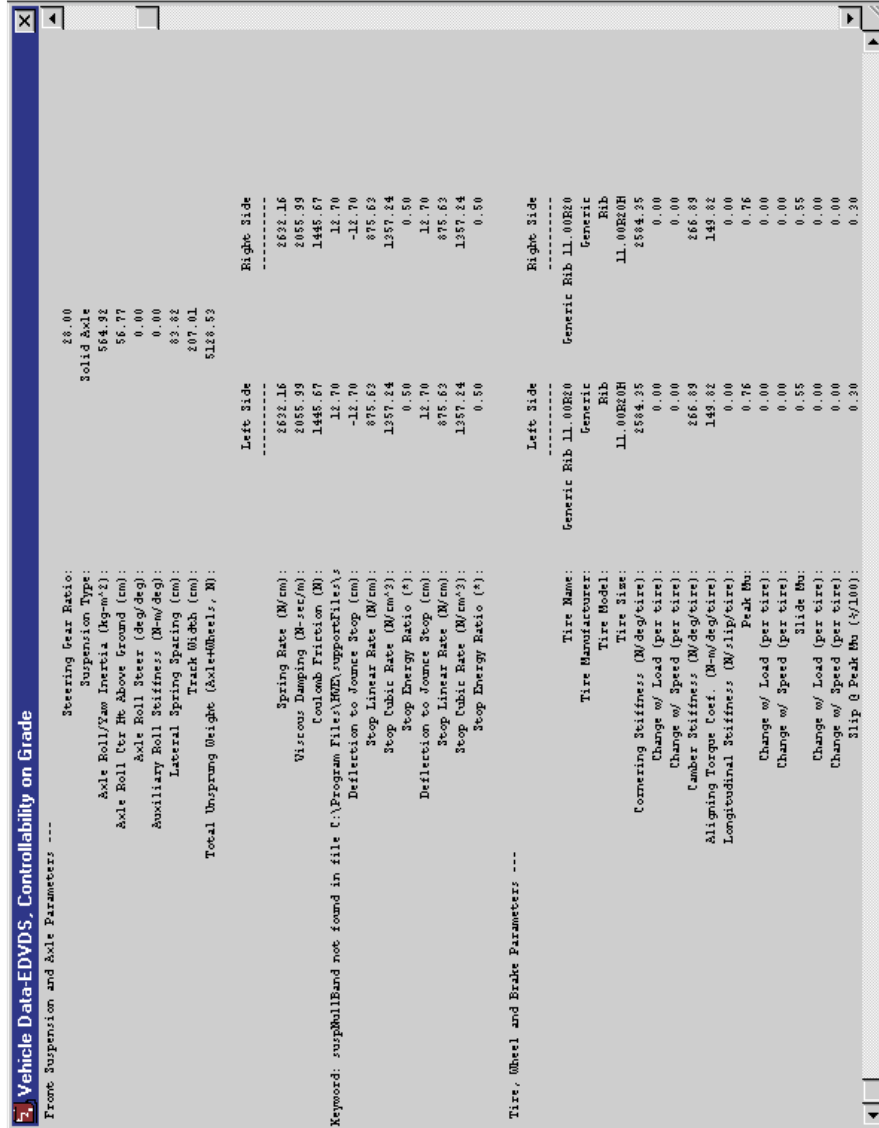 Vehicle Data-EDVDS, Controllability on Grade
Front Suspension and Axle Parameters ---
Steering Gear Ratio: 28.00
Suspension Type: Solid Axle
Axle Roll/Yaw Inertia (kg-m^2): 564.92
Axle Roll Ctr Ht Above Ground (cm): 56.77
Axle Roll Steer (deg/deg): 0.00
Auxiliary Roll Stiffness (N-m/deg): 0.00
Lateral Spring Spacing (cm): 83.82
Track Width (cm): 207.01
Total Unsprung Weight (Axle+Wheels, N): 5128.53
Left Side Right Side
---------- ----------
Spring Rate (N/cm): 2632.16 2632.16
Viscous Damping (N-sec/m): 2055.99 2055.99
Coulomb Friction (N): 1445.67 1445.67
Keyword: suspNullBand not found in file C:\Program Files\HVE\supportFiles\s 12.70 12.70
Deflection to Jounce Stop (cm): -12.70 -12.70
Stop Linear Rate (N/cm): 875.63 875.63
Stop Cubic Rate (N/cm^3): 1357.24 1357.24
Stop Energy Ratio (*): 0.50 0.50
Deflection to Jounce Stop (cm): 12.70 12.70
Stop Linear Rate (N/cm): 875.63 875.63
Stop Cubic Rate (N/cm^3): 1357.24 1357.24
Stop Energy Ratio (*): 0.50 0.50
Tire, Wheel and Brake Parameters ---
Left Side Right Side
---------- ----------
Tire Name: Generic Rib 11.00R20 Generic Rib 11.00R20
Tire Manufacturer: Generic Generic
Tire Model: Rib Rib
Tire Size: 11.00R20H 11.00R20H
Cornering Stiffness (N/deg/tire): 2584.35 2584.35
Change w/ Load (per tire): 0.00 0.00
Change w/ Speed (per tire): 0.00 0.00
Camber Stiffness (N/deg/tire): 266.89 266.89
Aligning Torque Coef. (N-m/deg/tire): 149.82 149.82
Longitudinal Stiffness (N/slip/tire): 0.00 0.00
Peak Mu: 0.76 0.76
Change w/ Load (per tire): 0.00 0.00
Change w/ Speed (per tire): 0.00 0.00
Slide Mu: 0.55 0.55
Change w/ Load (per tire): 0.00 0.00
Change w/ Speed (per tire): 0.00 0.00
Slip @ Peak Mu (%/100): 0.30 0.30